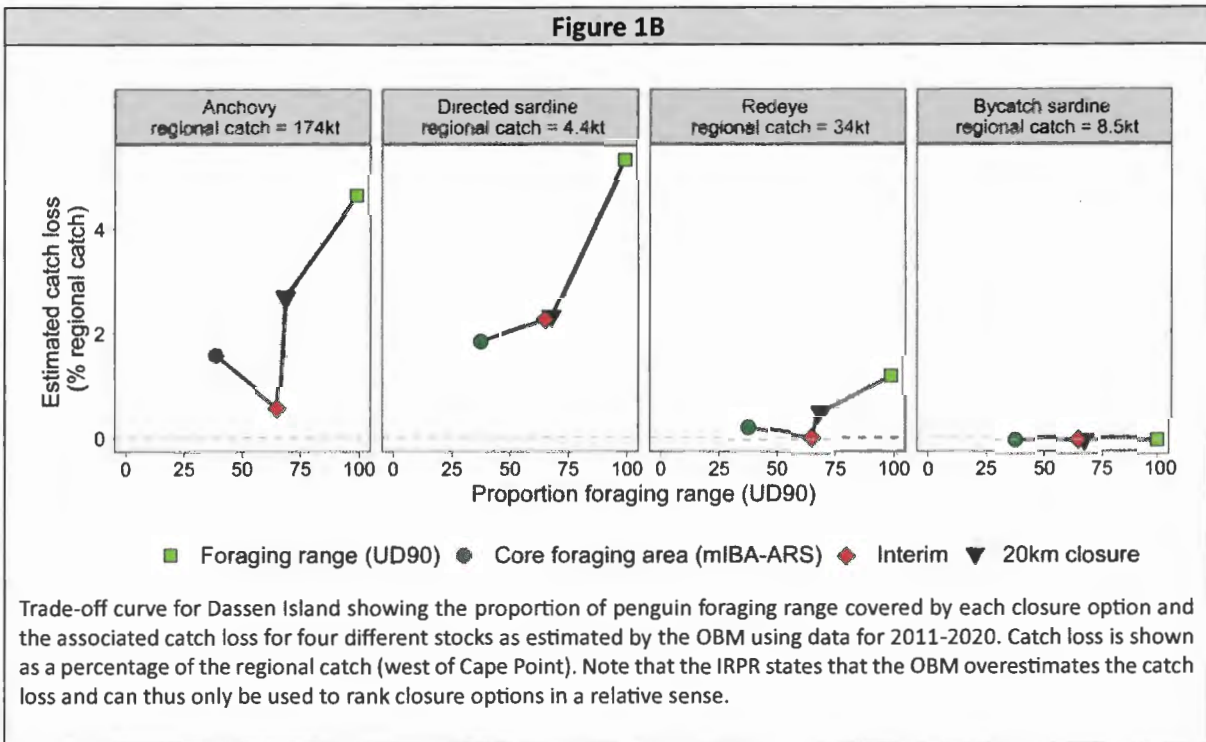 Figure 1B
Anchovy
regional catch = 174kt
Directed sardine
regional catch = 4.4kt
Redeye
regional catch = 34kt
Bycatch sardine
regional catch = 8.5kt
Estimated catch loss
(% regional catch)
4
2
0
0 25 50 75 100
0 25 50 75 100
0 25 50 75 100
0 25 50 75 100
Proportion foraging range (UD90)
Foraging range (UD90) Core foraging area (mIBA-ARS) Interim 20km closure
Trade-off curve for Dassen Island showing the proportion of penguin foraging range covered by each closure option and
the associated catch loss for four different stocks as estimated by the OBM using data for 2011-2020. Catch loss is shown
as a percentage of the regional catch (west of Cape Point). Note that the IRPR states that the OBM overestimates the catch
loss and can thus only be used to rank closure options in a relative sense.